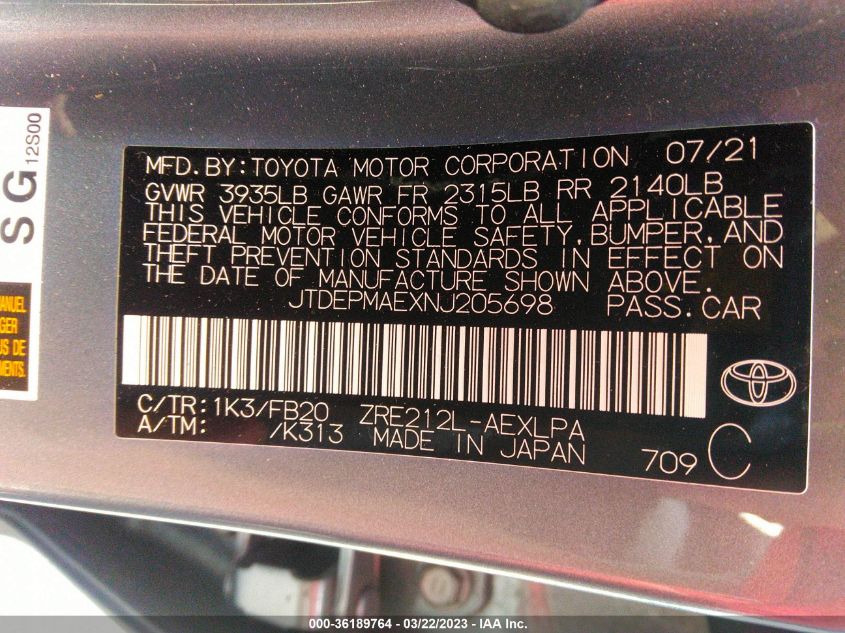 SG
12S00
MANUEL
MFD.BY:TOYOTA MOTOR CORPORATION 07/21
GVWR 3935LB GAWR FR 2315LB RR 2140LB
THIS VEHICLE CONFORMS TO ALL APPLICABLE
FEDERAL MOTOR VEHICLE SAFETY,BUMPER,AND
THEFT PREVENTION STANDARDS IN EFFECT ON
THE DATE OF MANUFACTURE SHOWN ABOVE.
JTDEPMAEXNJ205698 PASS.CAR
C/TR:1K3/FB20 ZRE212L-AEXLPA
A/TM: /K313 MADE IN JAPAN
709 C
000-36189764 - 03/22/2023 - IAA Inc.